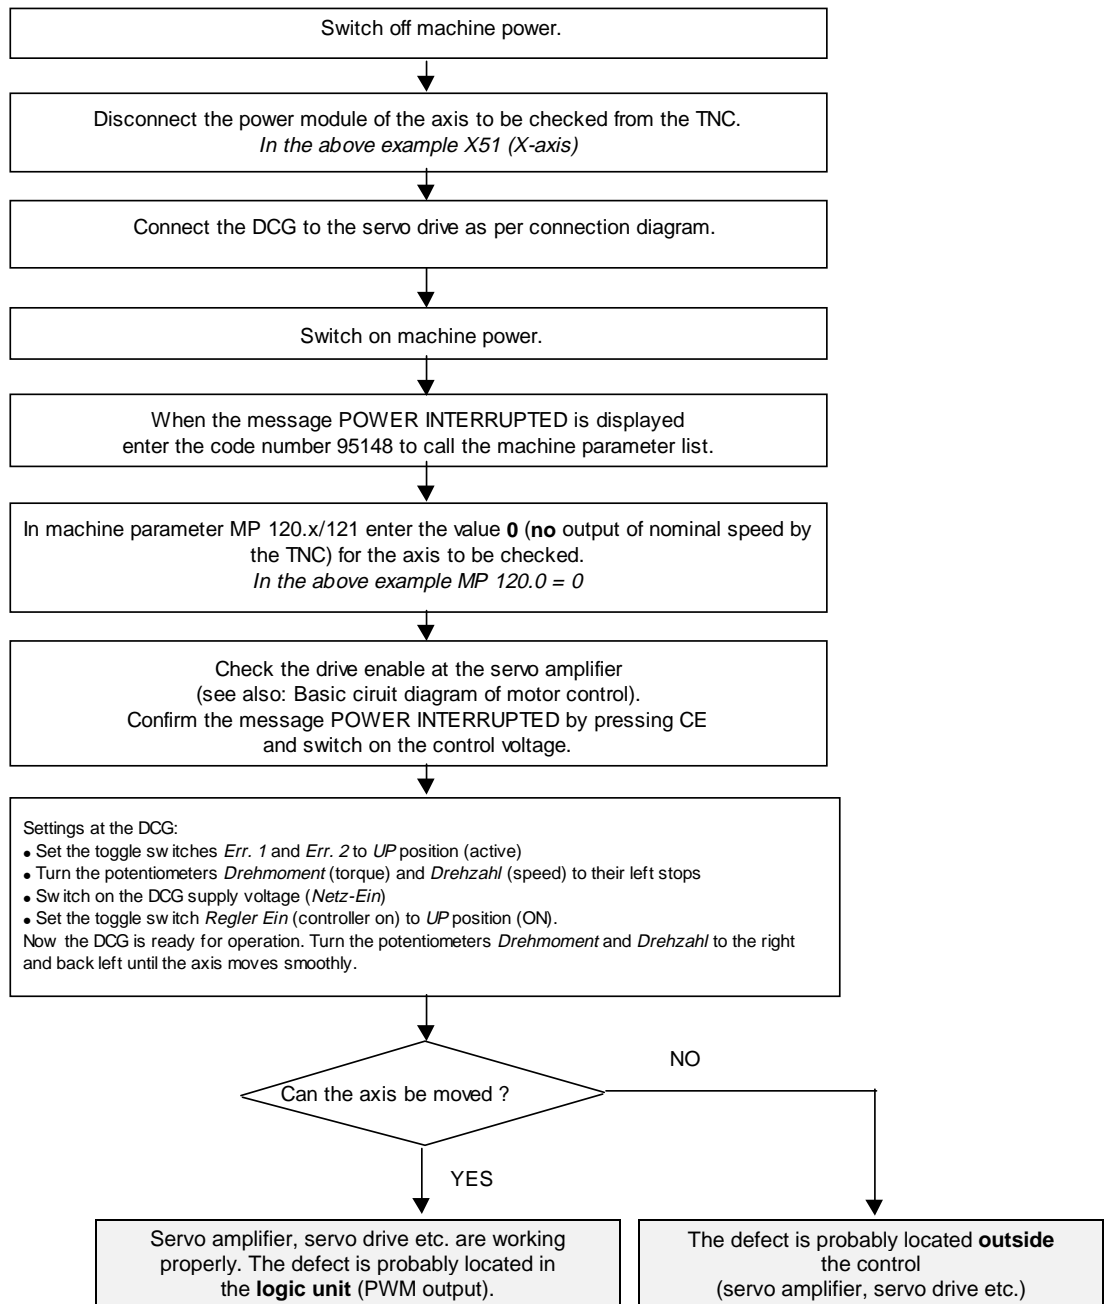 Switch off machine power.
Disconnect the power module of the axis to be checked from the TNC.
In the above example X51 (X-axis)
Connect the DCG to the servo drive as per connection diagram.
Switch on machine power.
When the message POWER INTERRUPTED is displayed
enter the code number 95148 to call the machine parameter list.
In machine parameter MP 120.x/121 enter the value 0 (no output of nominal speed by
the TNC) for the axis to be checked.
In the above example MP 120.0 = 0
Check the drive enable at the servo amplifier
(see also: Basic ciruit diagram of motor control).
Confirm the message POWER INTERRUPTED by pressing CE
and switch on the control voltage.
Settings at the DCG:
• Set the toggle switches Err. 1 and Err. 2 to UP position (active)
• Turn the potentiometers Drehmoment (torque) and Drehzahl (speed) to their left stops
• Switch on the DCG supply voltage (Netz-Ein)
• Set the toggle switch Regler Ein (controller on) to UP position (ON).
Now the DCG is ready for operation. Turn the potentiometers Drehmoment and Drehzahl to the right
and back left until the axis moves smoothly.
Can the axis be moved ?
NO
YES
Servo amplifier, servo drive etc. are working
properly. The defect is probably located in
the logic unit (PWM output).
The defect is probably located outside
the control
(servo amplifier, servo drive etc.)